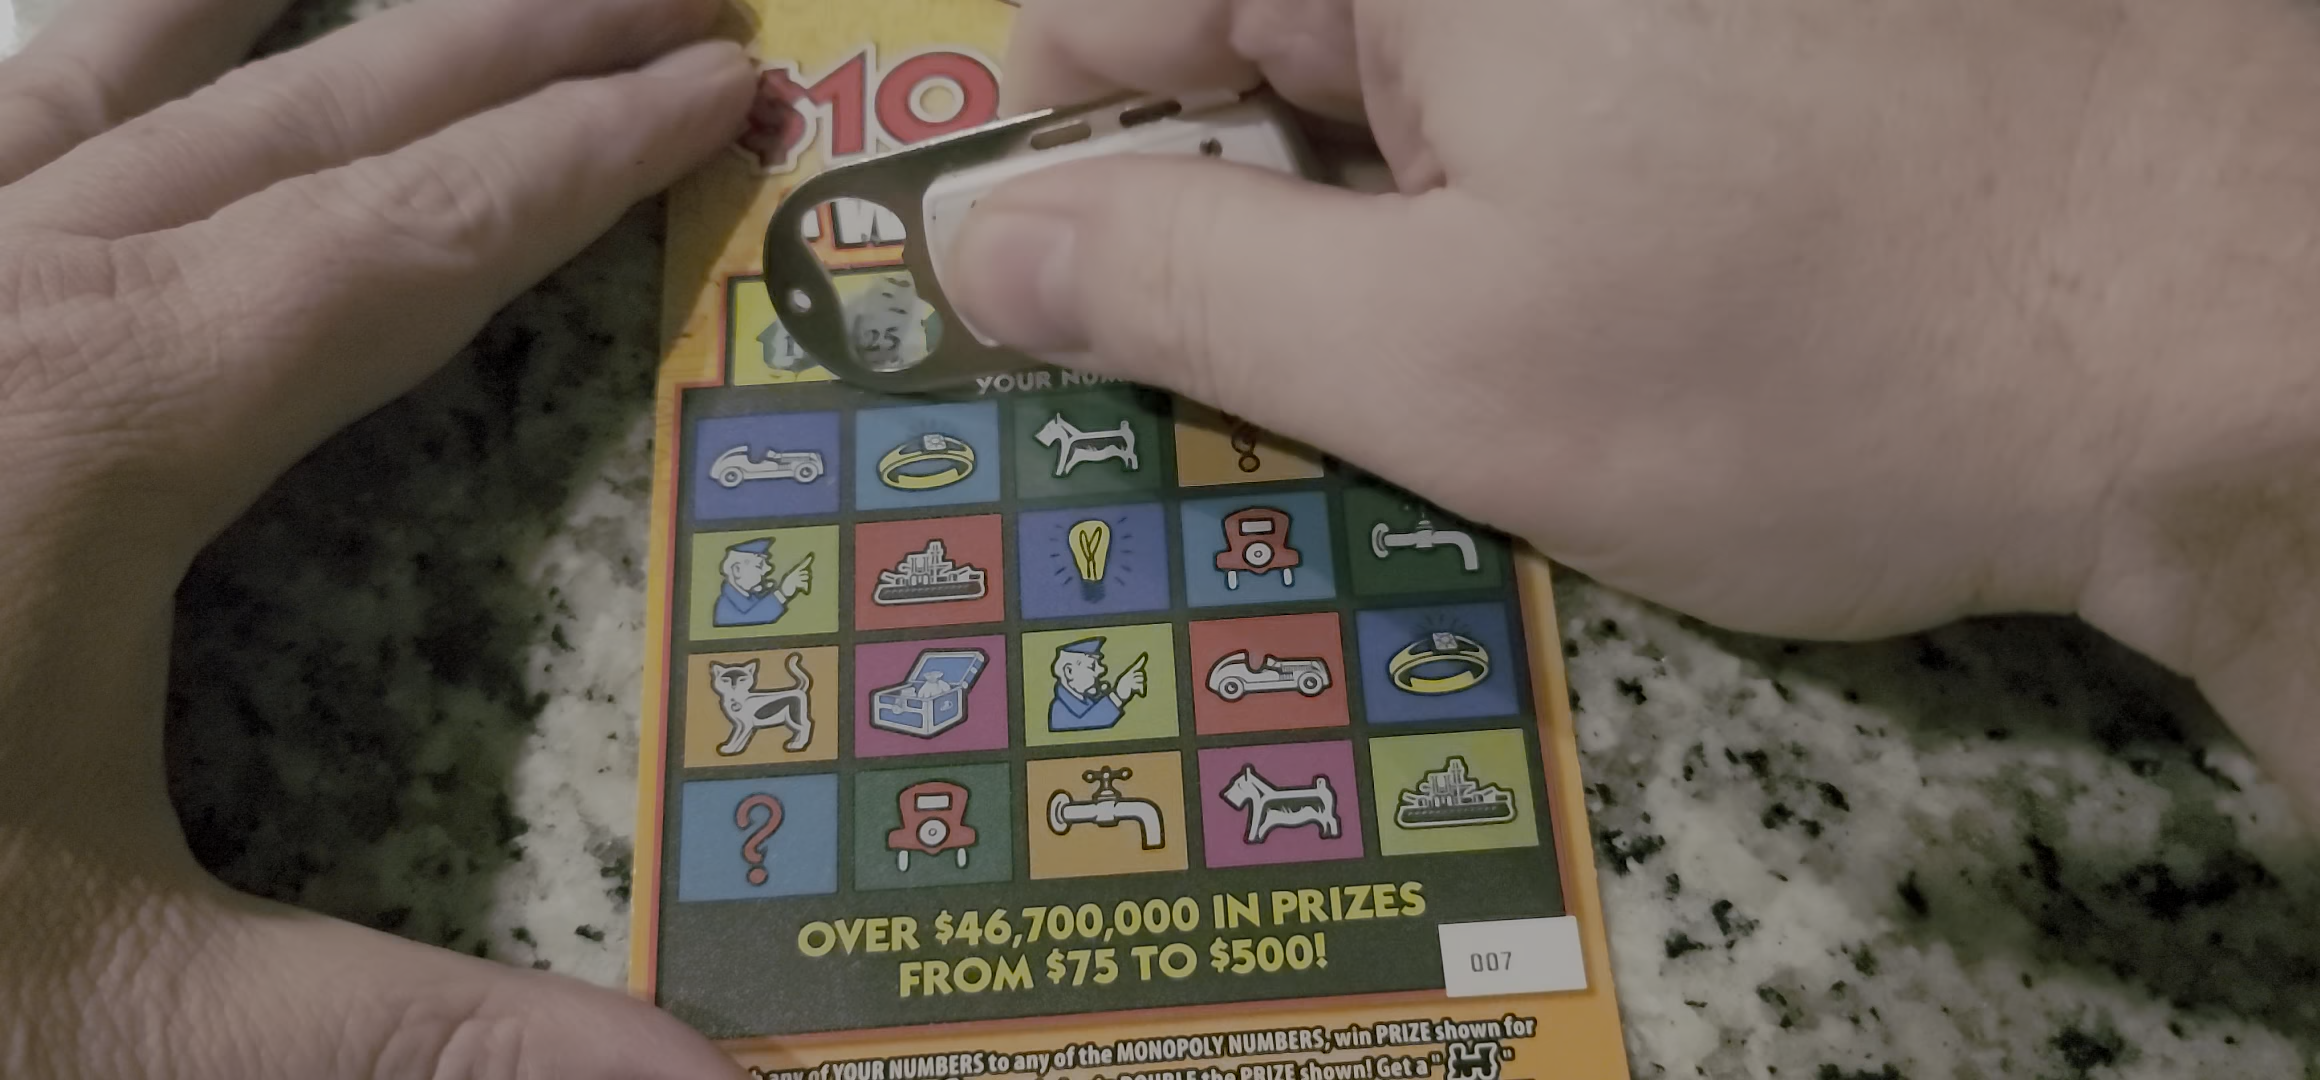 $10
25
YOUR
OVER $46,700,000 IN PRIZES
FROM $75 TO $500!
007
any of YOUR NUMBERS to any of the MONOPOLY NUMBERS, win PRIZE shown for
DOUBLE the PRIZE shown! Get a " "